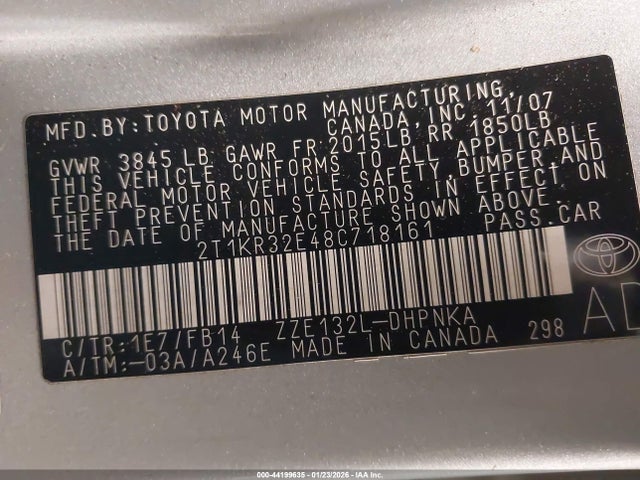 MFD. BY: TOYOTA MOTOR MANUFACTURING,
CANADA, INC. 11/07
GVWR 3845 LB GAWR FR 2015LB RR 1850LB
THIS VEHICLE CONFORMS TO ALL APPLICABLE
FEDERAL MOTOR VEHICLE SAFETY, BUMPER, AND
THEFT PREVENTION STANDARDS IN EFFECT ON
THE DATE OF MANUFACTURE SHOWN ABOVE.
2T1KR32E48C718161 PASS. CAR
C/TR: 1E7/FB14 ZZE132L-DHPNKA
A/TM: -03A/A246E MADE IN CANADA 298
AD
000-44199635 - 01/23/2026 - IAA Inc.